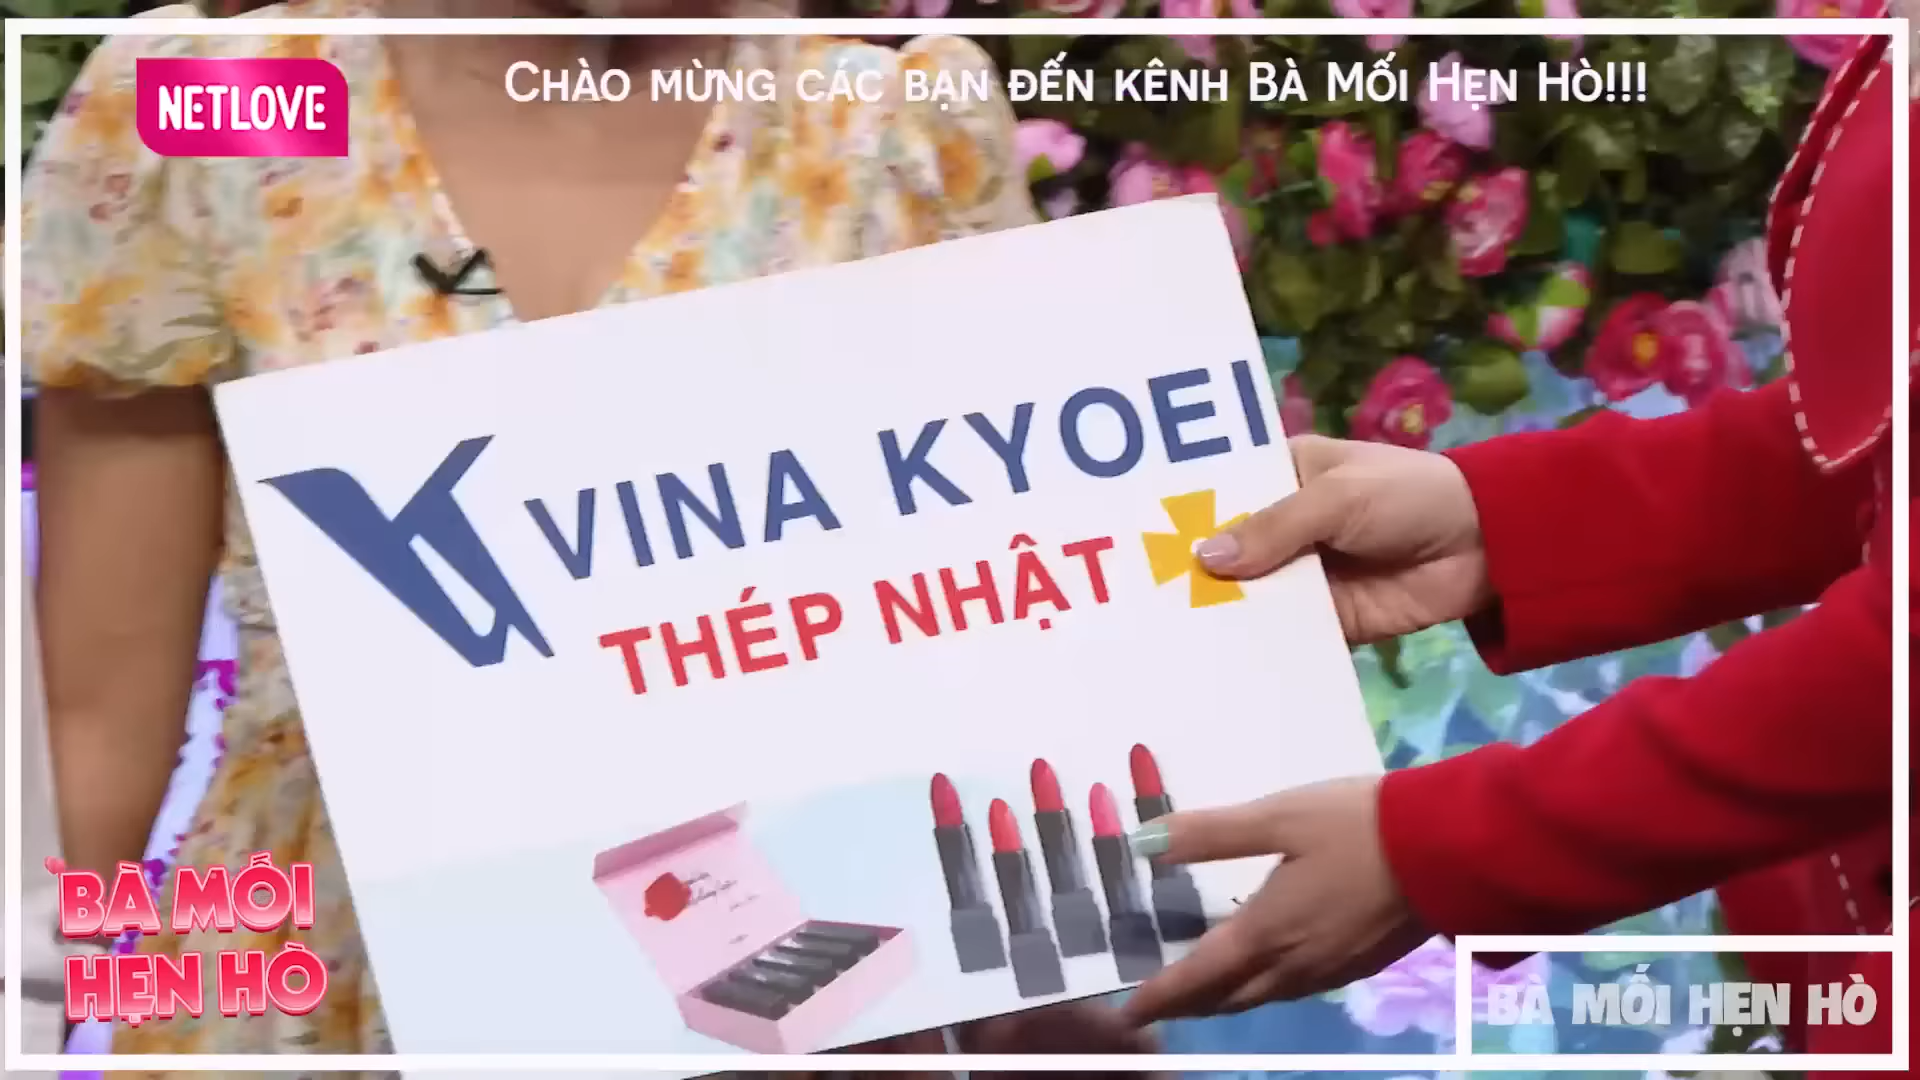 NETLOVE
CHÀO MỪNG CÁC BẠN ĐẾN KÊNH BÀ MỐI HẸN HÒ!!!
VINA KYOEI
THÉP NHẬT
BÀ MỐI
HẸN HÒ
BÀ MỐI HẸN HÒ